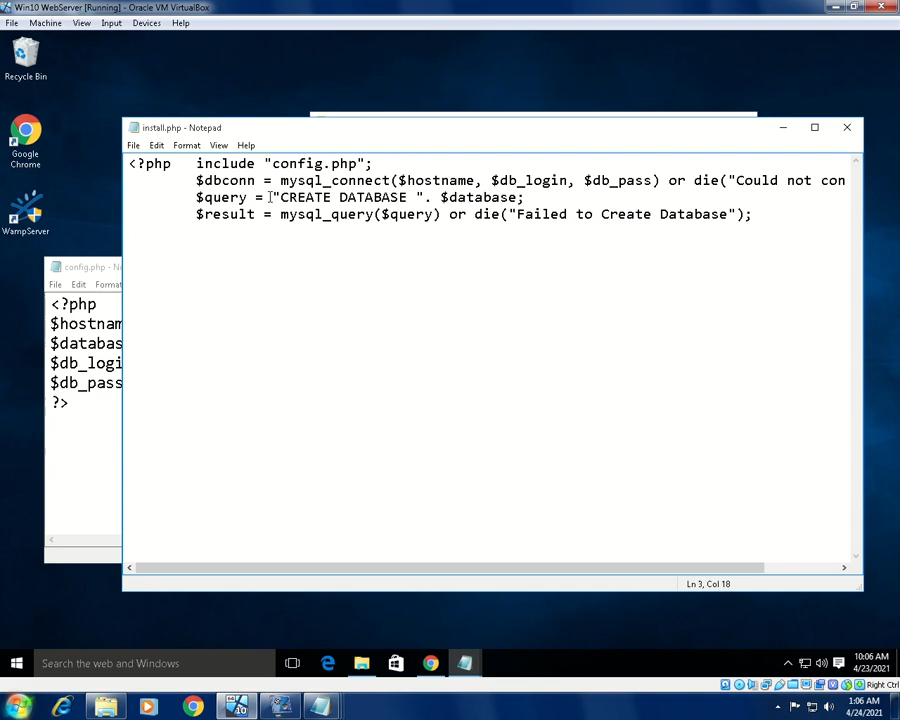 Win10 WebServer [Running] - Oracle VM VirtualBox
File Machine View Input Devices Help
Recycle Bin
Google Chrome
WampServer
install.php - Notepad
File Edit Format View Help
<?php include "config.php";
$dbconn = mysql_connect($hostname, $db_login, $db_pass) or die("Could not con
$query = "CREATE DATABASE ". $database;
$result = mysql_query($query) or die("Failed to Create Database");
Ln 3, Col 18
config.php - N
File Edit Format
<?php
$hostnam
$databas
$db_logi
$db_pass
?>
Search the web and Windows
10:06 AM
4/23/2021
Right Ctrl
1:06 AM
4/24/2021